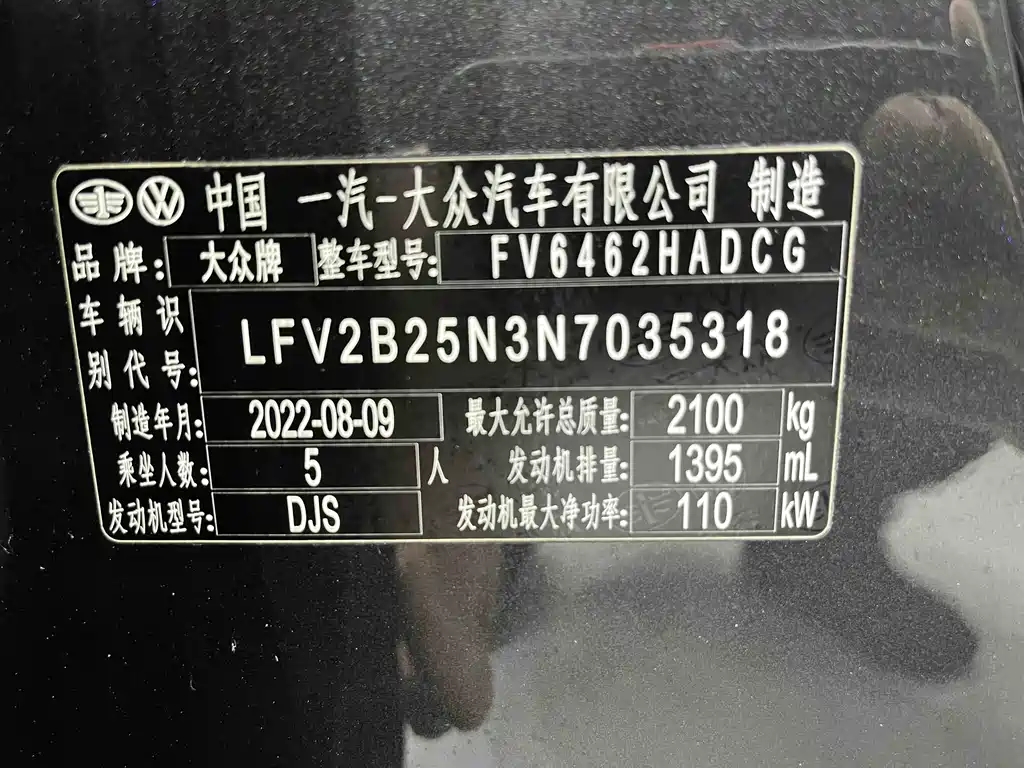 中国 一汽-大众汽车有限公司 制造
品牌: 大众牌 整车型号: FV6462HADCG
车辆识别代号: LFV2B25N3N7035318
制造年月: 2022-08-09 最大允许总质量: 2100 kg
乘坐人数: 5 人 发动机排量: 1395 mL
发动机型号: DJS 发动机最大净功率: 110 kW